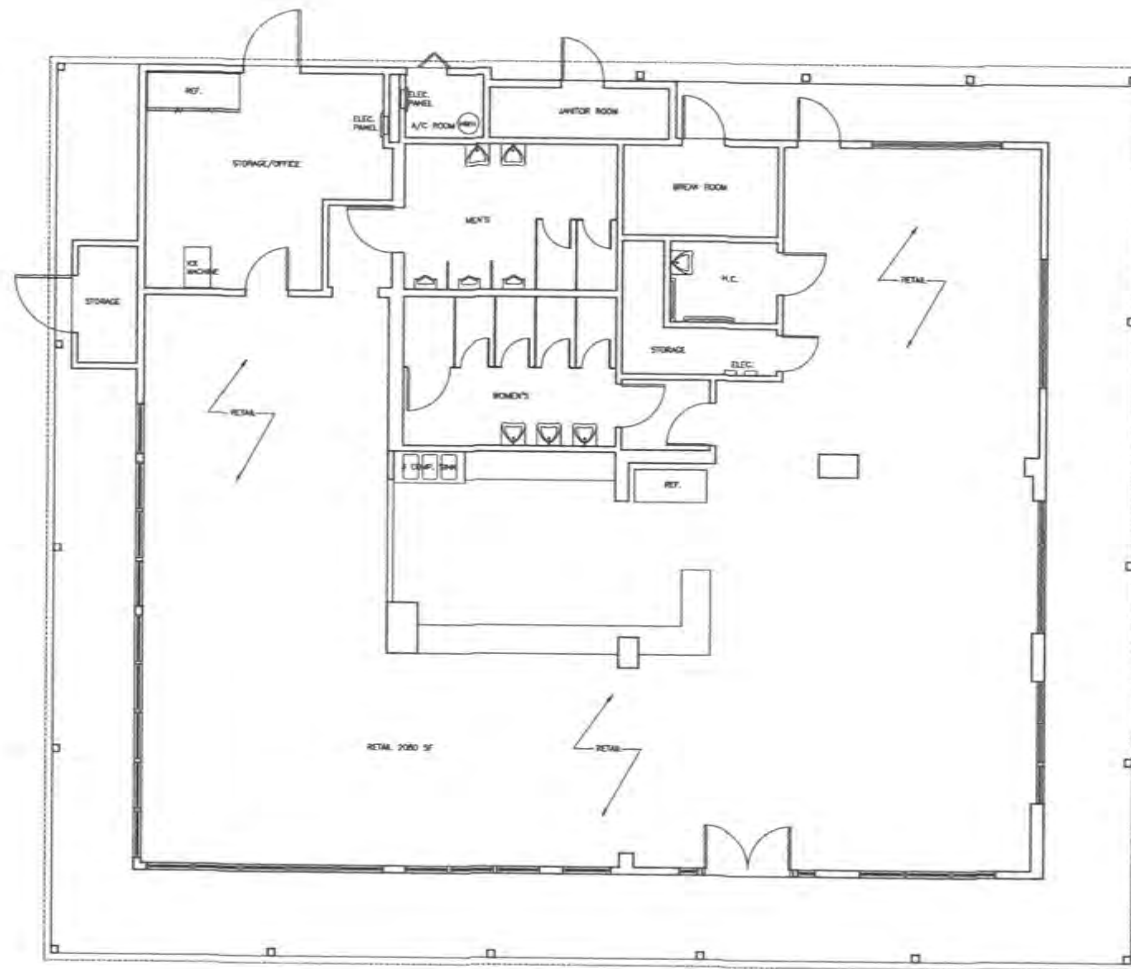 REF.
ELEC.
PANEL
ELEC.
PANEL
A/C ROOM
JANITOR ROOM
STORAGE/OFFICE
BREAK ROOM
MEN'S
ICE
MACHINE
H.C.
RETAIL
STORAGE
STORAGE
ELEC.
RETAIL
WOMEN'S
3 COMP. SINK
REF.
RETAIL 2080 SF
RETAIL